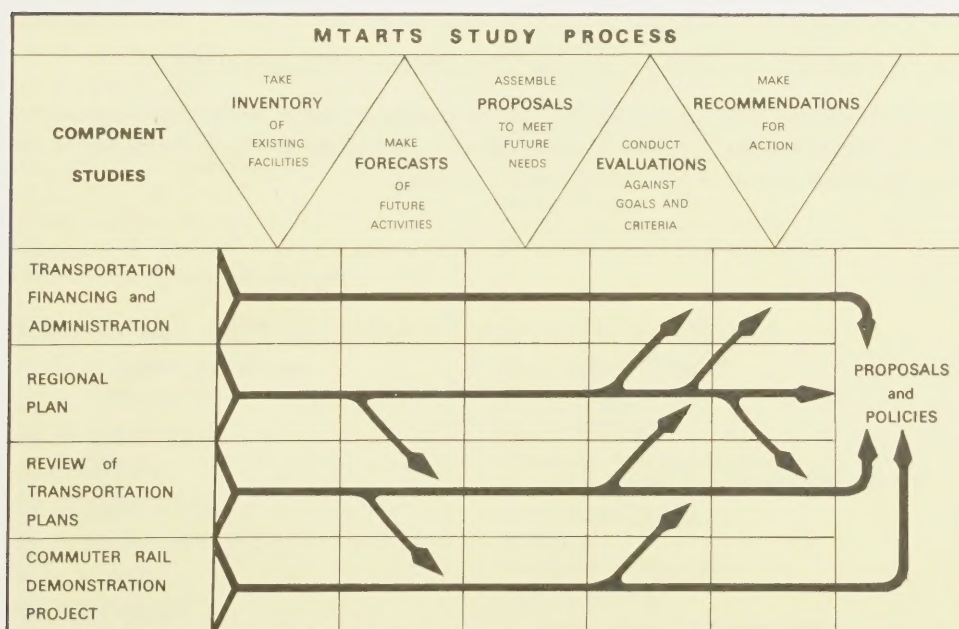 MTARTS STUDY PROCESS
COMPONENT
STUDIES
TAKE
INVENTORY
OF
EXISTING
FACILITIES
MAKE
FORECASTS
OF
FUTURE
ACTIVITIES
ASSEMBLE
PROPOSALS
TO MEET
FUTURE
NEEDS
CONDUCT
EVALUATIONS
AGAINST
GOALS AND
CRITERIA
MAKE
RECOMMENDATIONS
FOR
ACTION
TRANSPORTATION
FINANCING and
ADMINISTRATION
REGIONAL
PLAN
REVIEW of
TRANSPORTATION
PLANS
COMMUTER RAIL
DEMONSTRATION
PROJECT
PROPOSALS
and
POLICIES